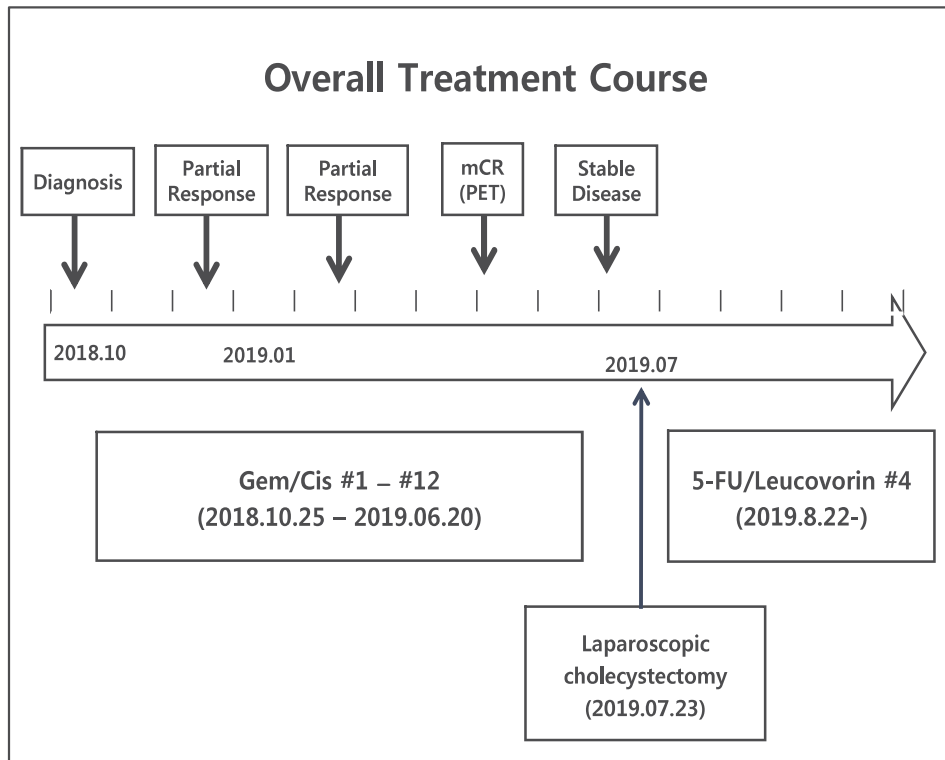 Overall Treatment Course
Diagnosis
Partial
Response
Partial
Response
mCR
(PET)
Stable
Disease
2018.10
2019.01
2019.07
Gem/Cis #1 – #12
(2018.10.25 – 2019.06.20)
5-FU/Leucovorin #4
(2019.8.22-)
Laparoscopic
cholecystectomy
(2019.07.23)